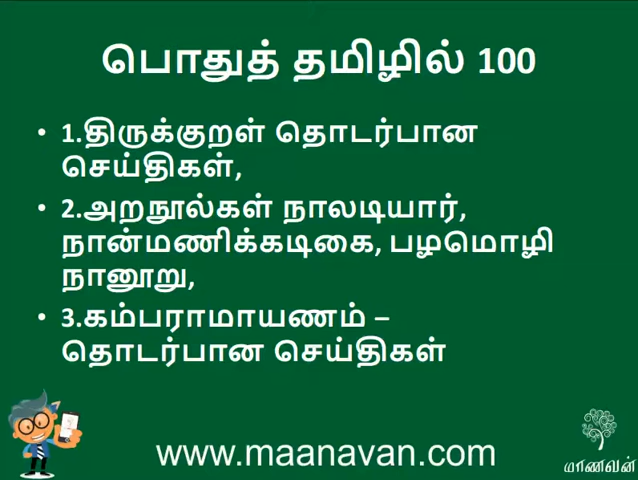 பொதுத் தமிழில் 100
• 1.திருக்குறள் தொடர்பான
செய்திகள்,
• 2.அறநூல்கள் நாலடியார்,
நான்மணிக்கடிகை, பழமொழி
நானூறு,
• 3.கம்பராமாயணம் –
தொடர்பான செய்திகள்
www.maanavan.com
மாணவன்